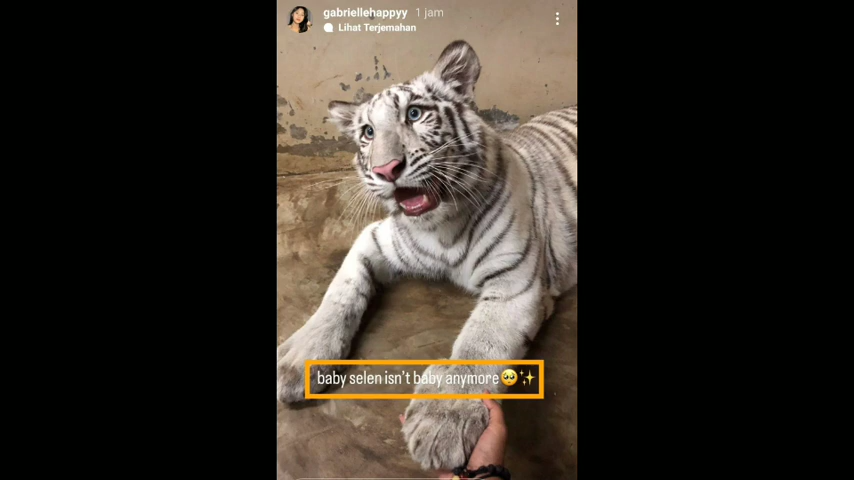 gabriellehappyy 1 jam
Lihat Terjemahan
baby selen isn't baby anymore🥺✨